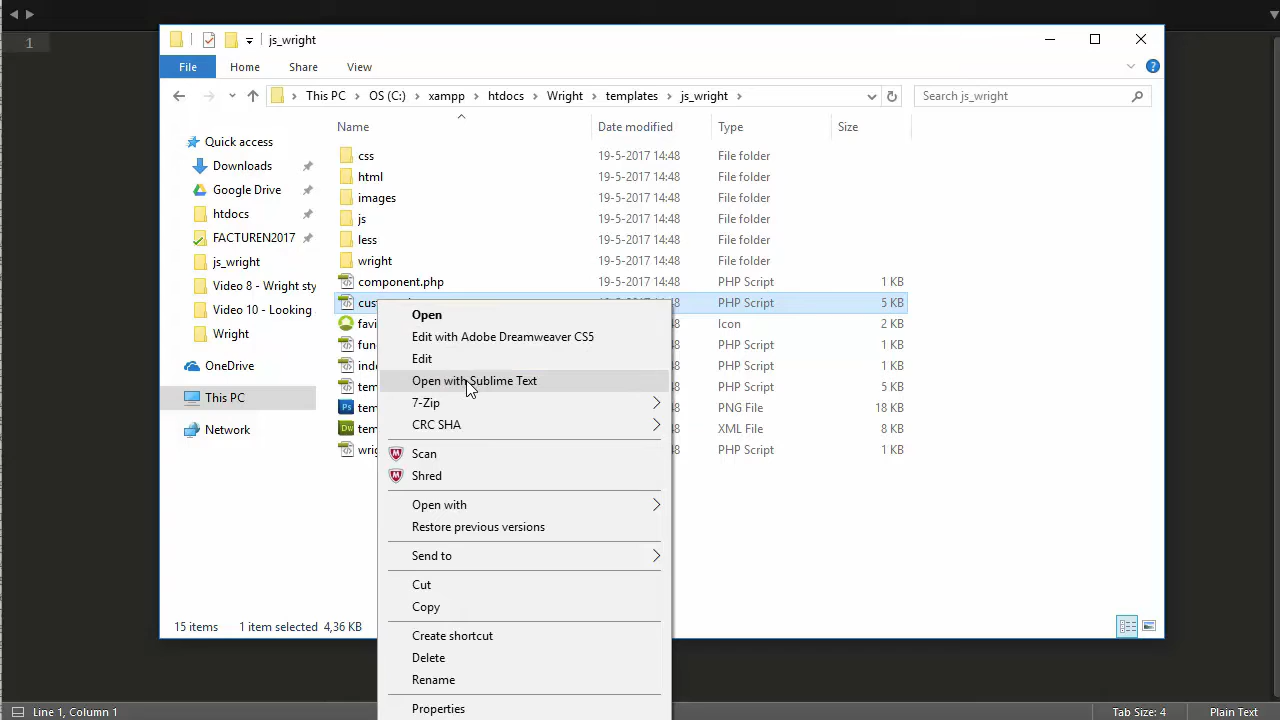 1
js_wright
File Home Share View
This PC OS (C:) xampp htdocs Wright templates js_wright
Search js_wright
Name Date modified Type Size
Quick access
Downloads
Google Drive
htdocs
FACTUREN2017
js_wright
Video 8 - Wright sty
Video 10 - Looking
Wright
OneDrive
This PC
Network
css 19-5-2017 14:48 File folder
html 19-5-2017 14:48 File folder
images 19-5-2017 14:48 File folder
js 19-5-2017 14:48 File folder
less 19-5-2017 14:48 File folder
wright 19-5-2017 14:48 File folder
component.php 19-5-2017 14:48 PHP Script 1 KB
PHP Script 5 KB
Icon 2 KB
PHP Script 1 KB
PHP Script 1 KB
PHP Script 5 KB
PNG File 18 KB
XML File 8 KB
PHP Script 1 KB
Open
Edit with Adobe Dreamweaver CS5
Edit
Open with Sublime Text
7-Zip
CRC SHA
Scan
Shred
Open with
Restore previous versions
Send to
Cut
Copy
Create shortcut
Delete
Rename
Properties
15 items 1 item selected 4,36 KB
Line 1, Column 1 Tab Size: 4 Plain Text